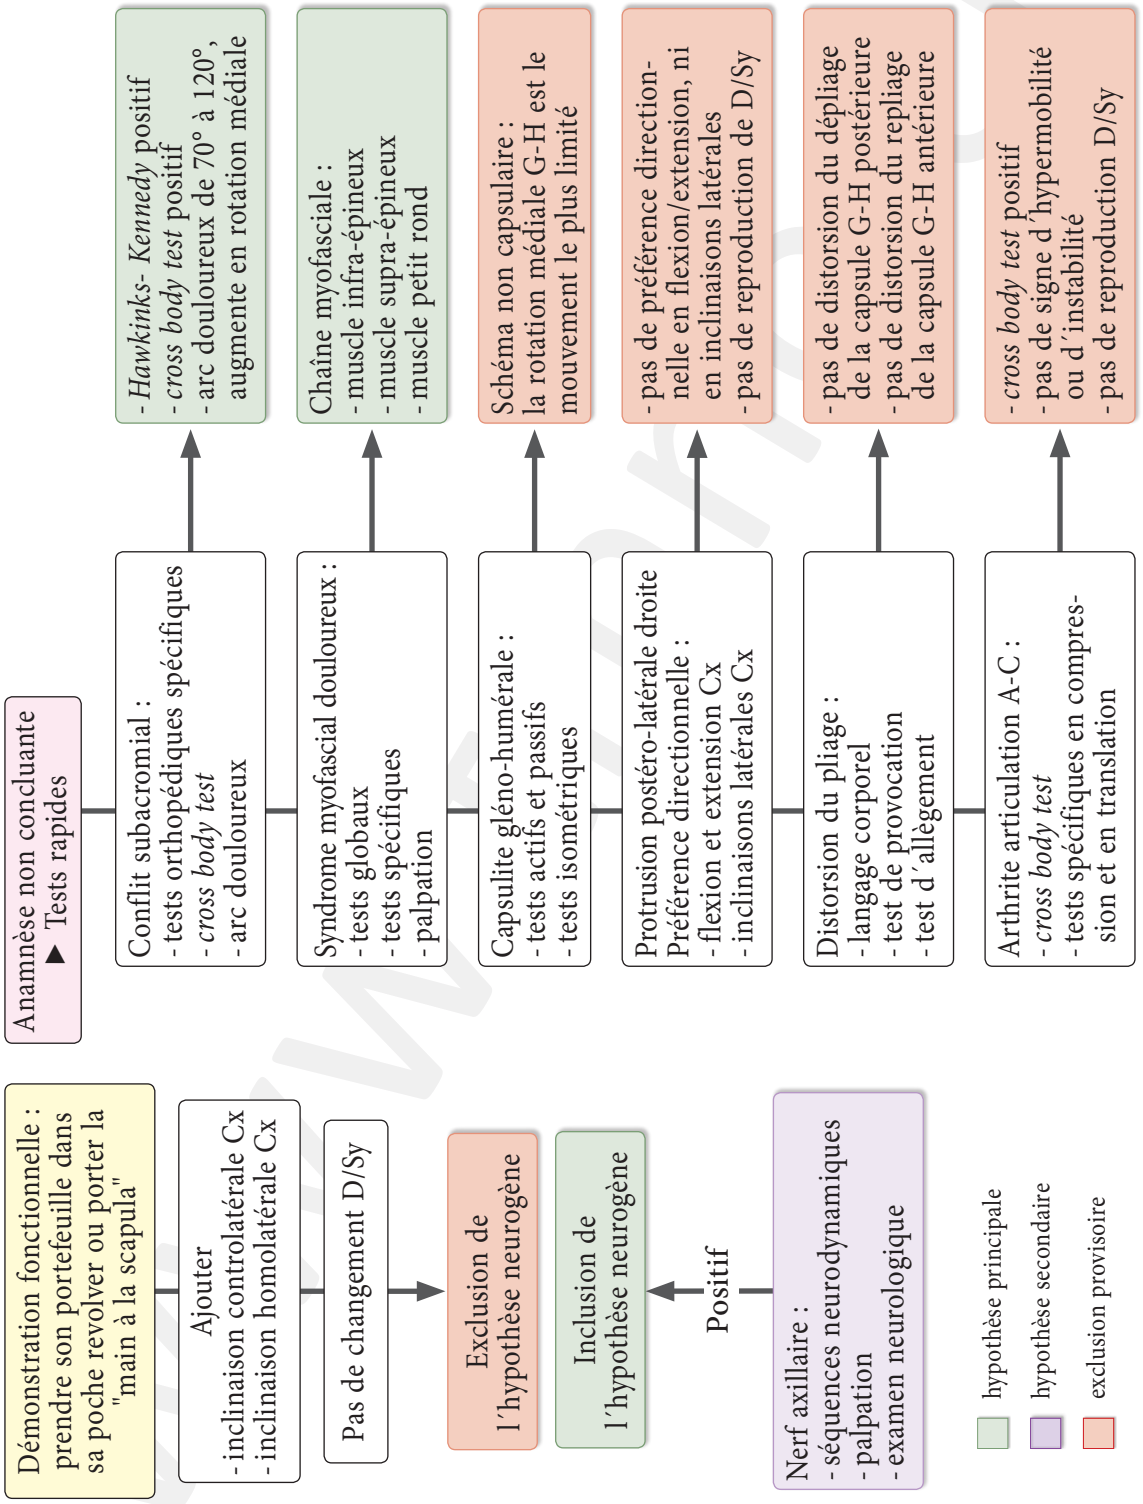 Démonstration fonctionnelle :
prendre son portefeuille dans
sa poche revolver ou porter la
"main à la scapula"
Ajouter
- inclinaison controlatérale Cx
- inclinaison homolatérale Cx
Pas de changement D/Sy
Exclusion de
l´hypothèse neurogène
Inclusion de
l´hypothèse neurogène
Positif
Nerf axillaire :
- séquences neurodynamiques
- palpation
- examen neurologique
hypothèse principale
hypothèse secondaire
exclusion provisoire
Anamnèse non concluante
▶ Tests rapides
Conflit subacromial :
- tests orthopédiques spécifiques
- cross body test
- arc douloureux
- Hawkinks- Kennedy positif
- cross body test positif
- arc douloureux de 70° à 120°,
augmente en rotation médiale
Syndrome myofascial douloureux :
- tests globaux
- tests spécifiques
- palpation
Chaîne myofasciale :
- muscle infra-épineux
- muscle supra-épineux
- muscle petit rond
Capsulite gléno-humérale :
- tests actifs et passifs
- tests isométriques
Schéma non capsulaire :
la rotation médiale G-H est le
mouvement le plus limité
Protrusion postéro-latérale droite
Préférence directionnelle :
- flexion et extension Cx
- inclinaisons latérales Cx
- pas de préférence direction-
nelle en flexion/extension, ni
en inclinaisons latérales
- pas de reproduction de D/Sy
Distorsion du pliage :
- langage corporel
- test de provocation
- test d´allègement
- pas de distorsion du dépliage
de la capsule G-H postérieure
- pas de distorsion du repliage
de la capsule G-H antérieure
Arthrite articulation A-C :
- cross body test
- tests spécifiques en compres-
sion et en translation
- cross body test positif
- pas de signe d´hypermobilité
ou d´instabilité
- pas de reproduction D/Sy